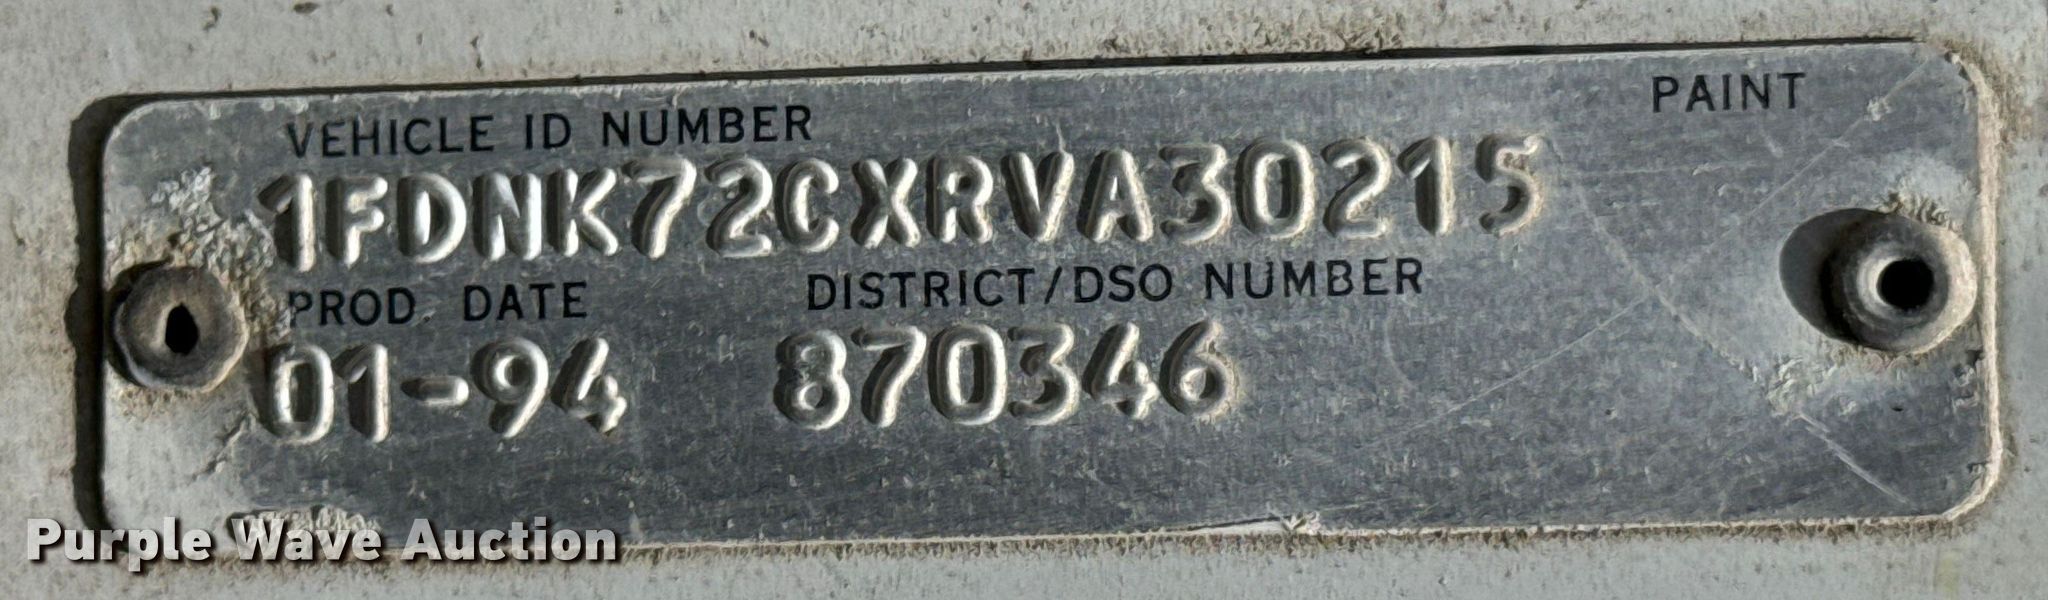 PAINT
VEHICLE ID NUMBER
1FDNK72CXRVA30215
PROD. DATE DISTRICT/DSO NUMBER
01-94 870346
Purple Wave Auction